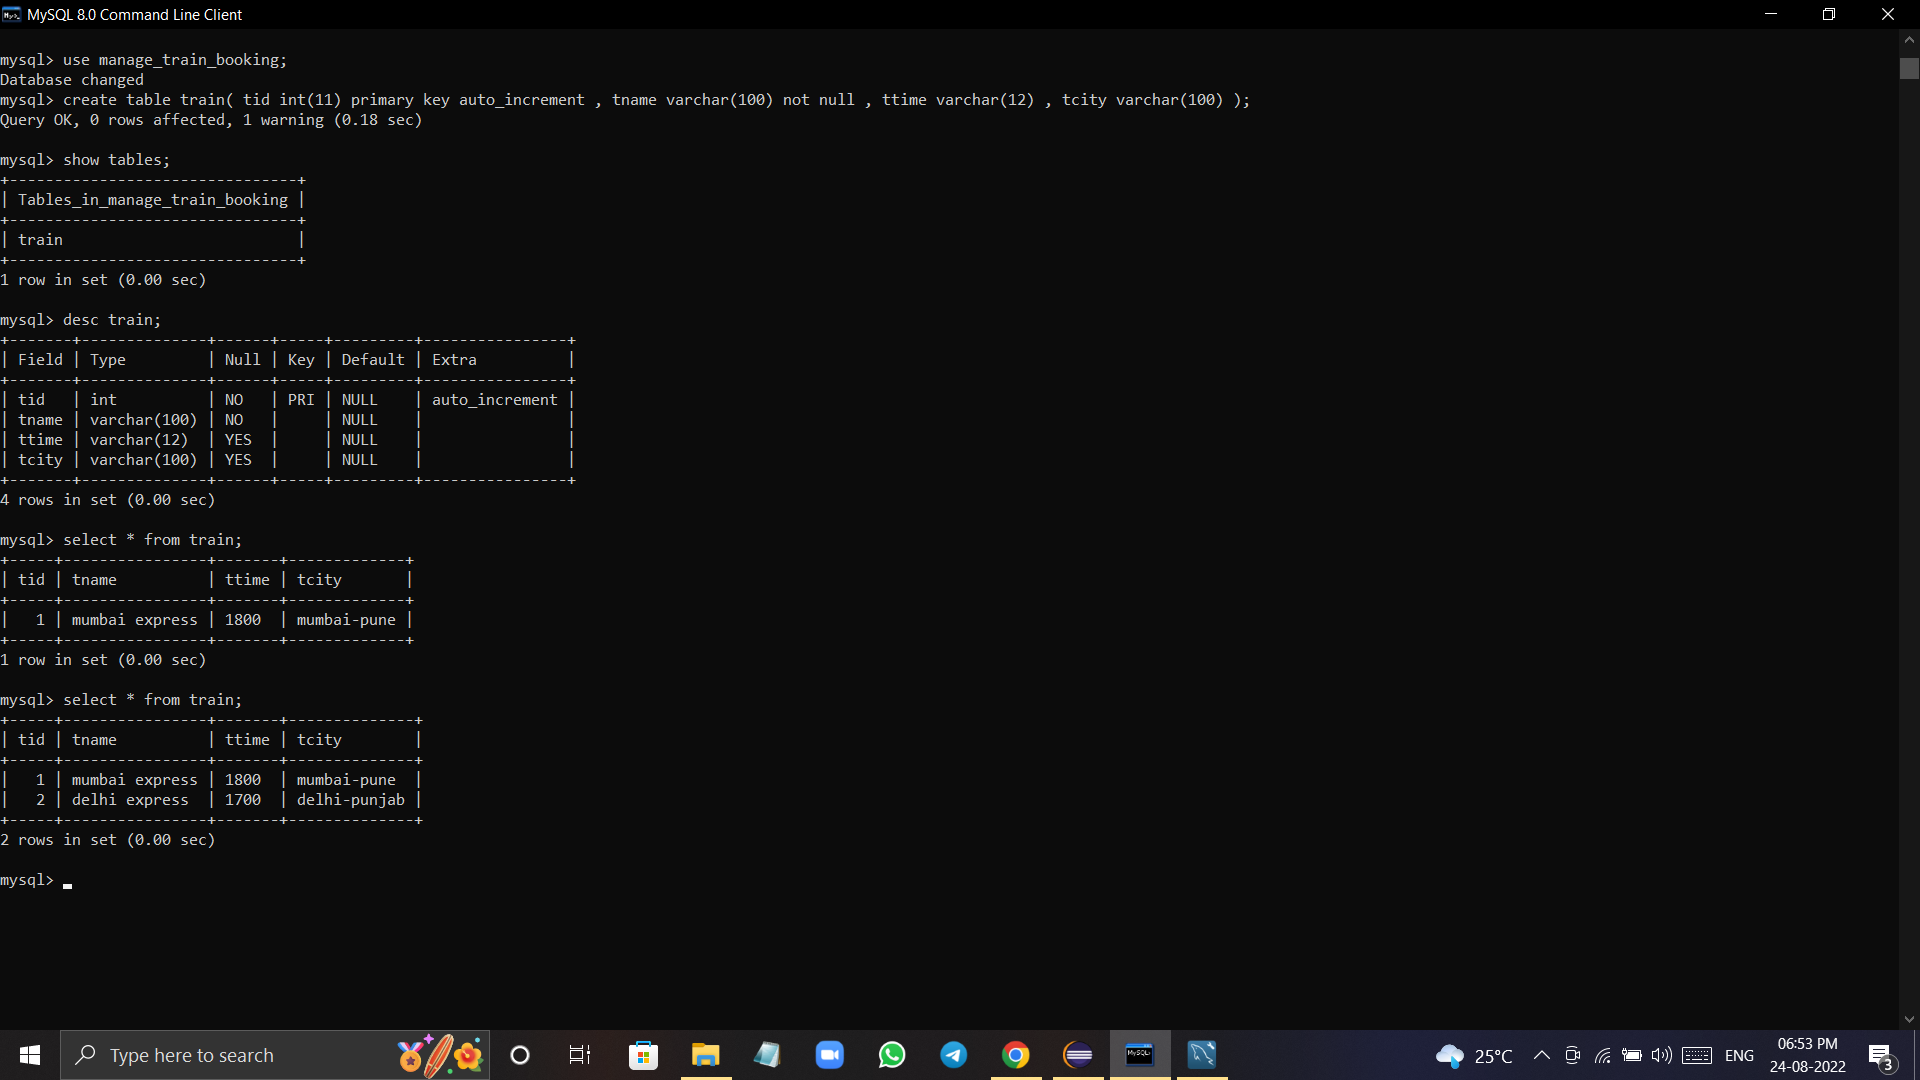 MySQL 8.0 Command Line Client
mysql> use manage_train_booking;
Database changed
mysql> create table train( tid int(11) primary key auto_increment , tname varchar(100) not null , ttime varchar(12) , tcity varchar(100) );
Query OK, 0 rows affected, 1 warning (0.18 sec)
mysql> show tables;
+--------------------------------+
| Tables_in_manage_train_booking |
+--------------------------------+
| train                          |
+--------------------------------+
1 row in set (0.00 sec)
mysql> desc train;
+-------+--------------+------+-----+---------+----------------+
| Field | Type         | Null | Key | Default | Extra          |
+-------+--------------+------+-----+---------+----------------+
| tid   | int          | NO   | PRI | NULL    | auto_increment |
| tname | varchar(100) | NO   |     | NULL    |                |
| ttime | varchar(12)  | YES  |     | NULL    |                |
| tcity | varchar(100) | YES  |     | NULL    |                |
+-------+--------------+------+-----+---------+----------------+
4 rows in set (0.00 sec)
mysql> select * from train;
+-----+----------------+-------+-------------+
| tid | tname          | ttime | tcity       |
+-----+----------------+-------+-------------+
|   1 | mumbai express | 1800  | mumbai-pune |
+-----+----------------+-------+-------------+
1 row in set (0.00 sec)
mysql> select * from train;
+-----+----------------+-------+--------------+
| tid | tname          | ttime | tcity        |
+-----+----------------+-------+--------------+
|   1 | mumbai express | 1800  | mumbai-pune  |
|   2 | delhi express  | 1700  | delhi-punjab |
+-----+----------------+-------+--------------+
2 rows in set (0.00 sec)
mysql> _
Type here to search
25°C
ENG
06:53 PM
24-08-2022
3